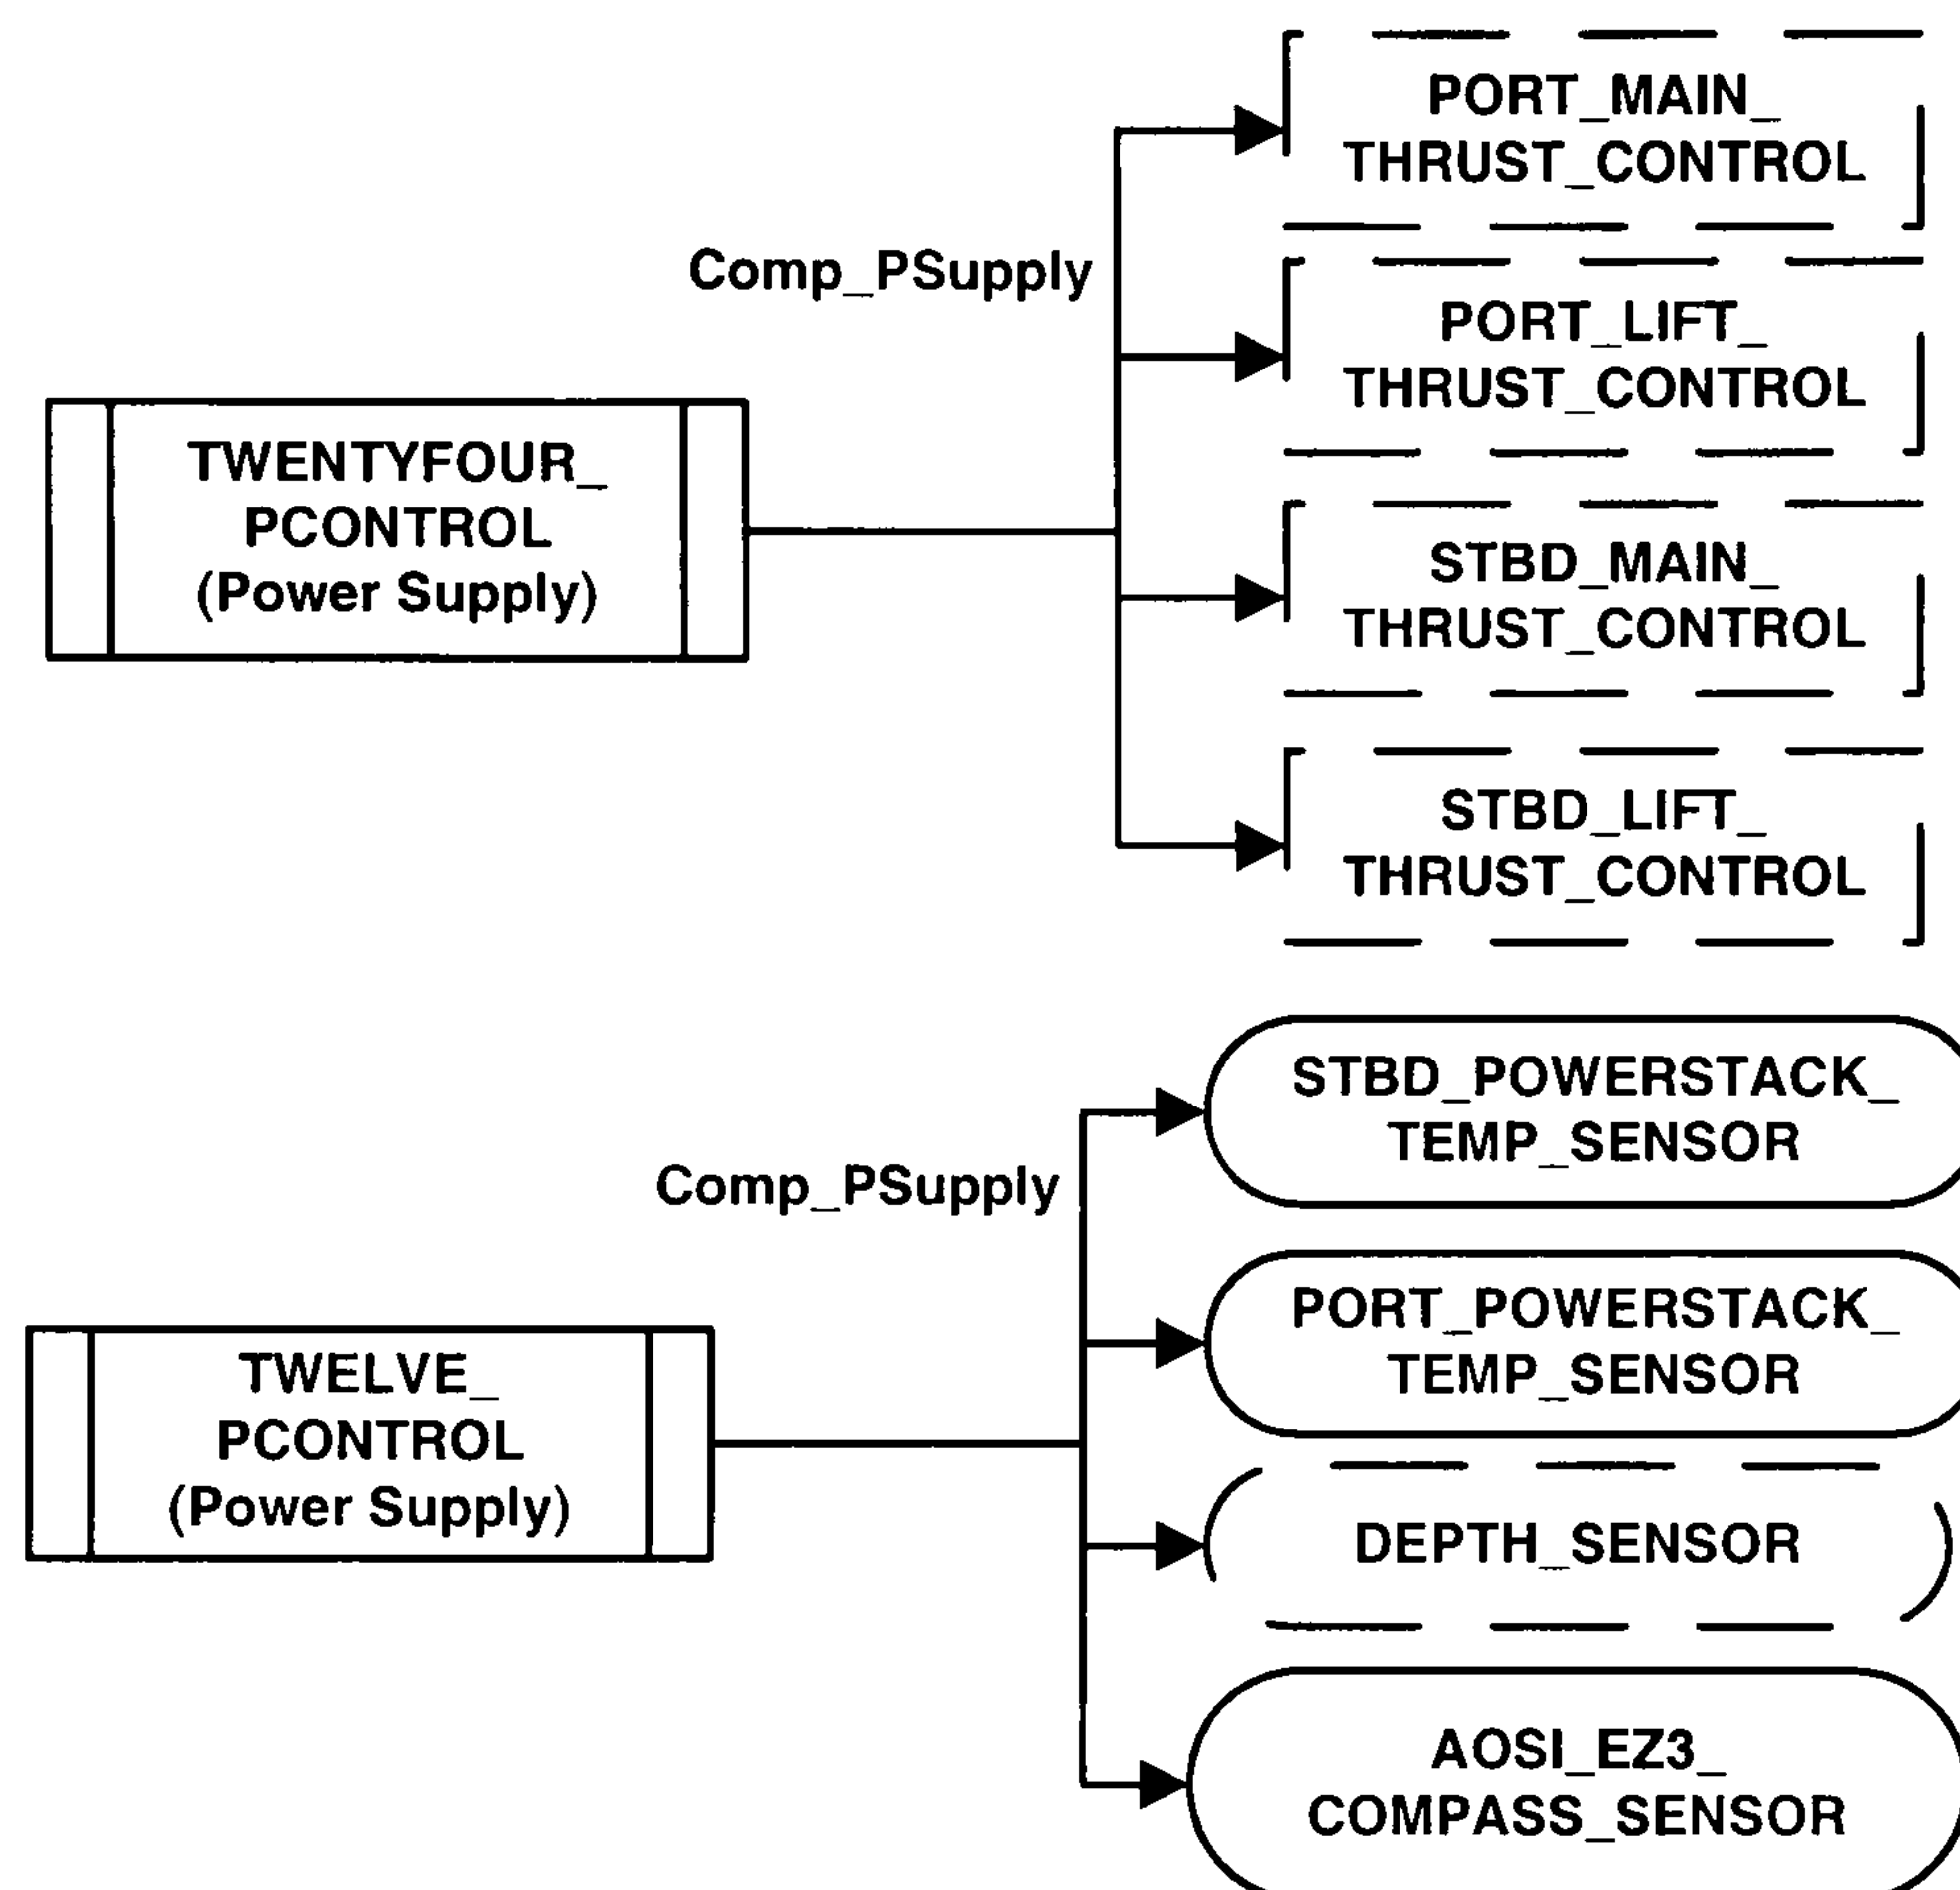 PORT_MAIN_
THRUST_CONTROL
Comp_PSupply
PORT_LIFT_
THRUST_CONTROL
TWENTYFOUR_
PCONTROL
(Power Supply)
STBD_MAIN_
THRUST_CONTROL
STBD_LIFT_
THRUST_CONTROL
STBD_POWERSTACK_
TEMP_SENSOR
Comp_PSupply
PORT_POWERSTACK_
TEMP_SENSOR
TWELVE_
PCONTROL
(Power Supply)
DEPTH_SENSOR
AOSI_EZ3_
COMPASS_SENSOR